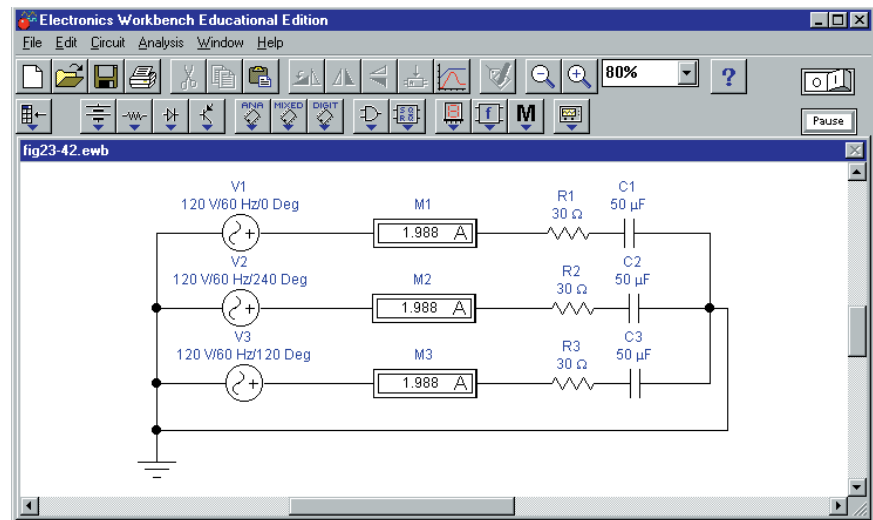 Electronics Workbench Educational Edition
File Edit Circuit Analysis Window Help
80%
?
Pause
ANA MIXED DIGIT
M
fig23-42.ewb
V1
120 V/60 Hz/0 Deg
M1
1.988 A
R1
30 Ω
C1
50 µF
V2
120 V/60 Hz/240 Deg
M2
1.988 A
R2
30 Ω
C2
50 µF
V3
120 V/60 Hz/120 Deg
M3
1.988 A
R3
30 Ω
C3
50 µF